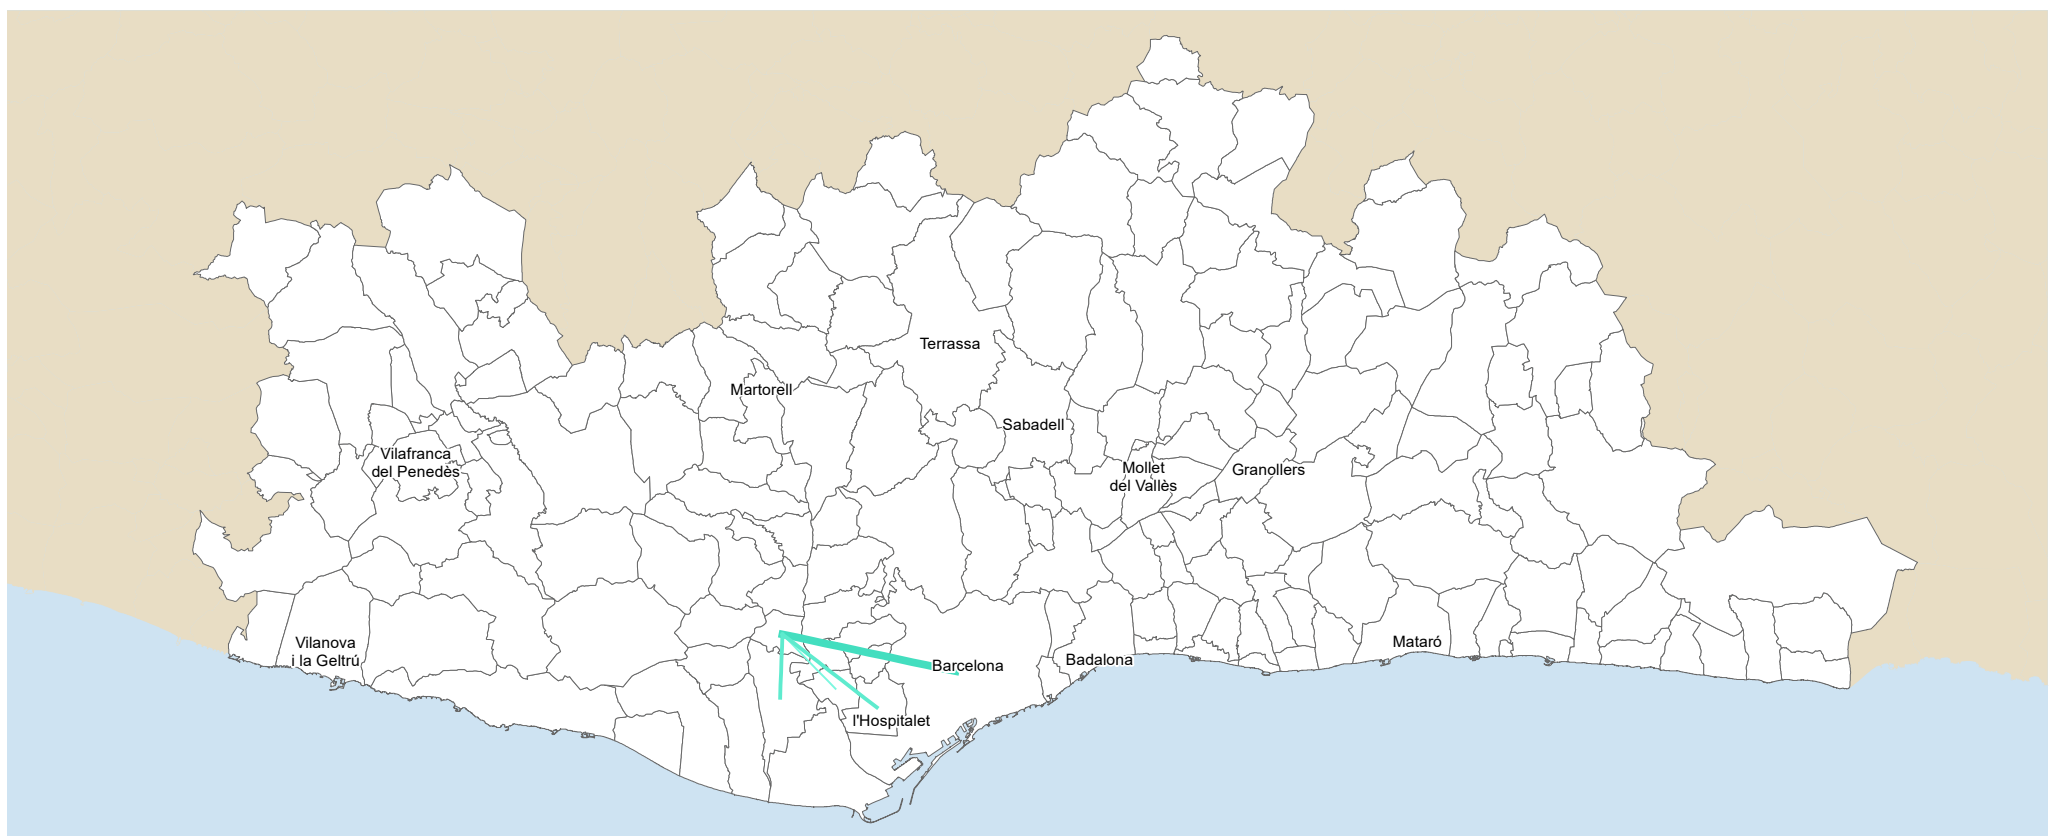 Terrassa
Martorell
Sabadell
Vilafranca
del Penedès
Mollet
del Vallès
Granollers
Vilanova
i la Geltrú
Mataró
Barcelona
Badalona
l'Hospitalet